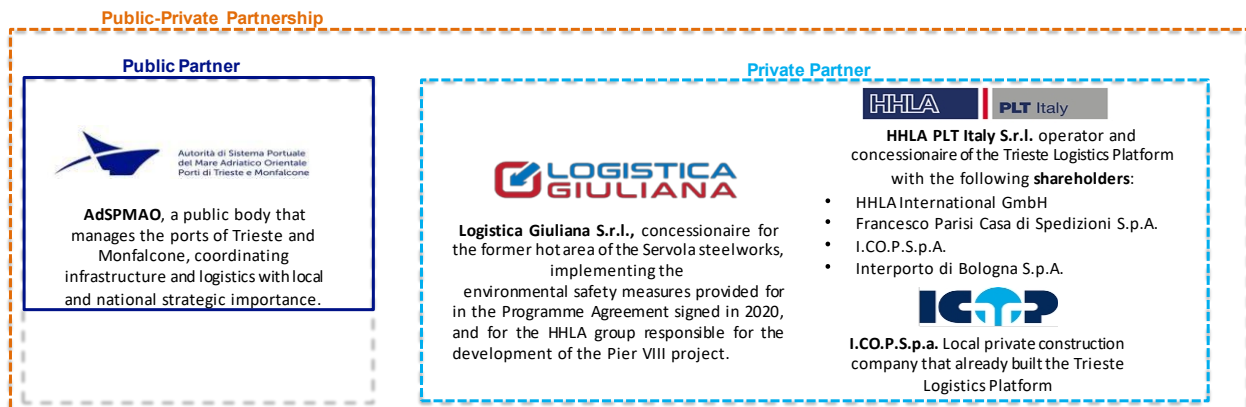 Public-Private Partnership
Public Partner
Autorità di Sistema Portuale
del Mare Adriatico Orientale
Porti di Trieste e Monfalcone
AdSPMAO, a public body that
manages the ports of Trieste and
Monfalcone, coordinating
infrastructure and logistics with local
and national strategic importance.
Private Partner
LOGISTICA
GIULIANA
Logistica Giuliana S.r.l., concessionaire for
the former hot area of the Servola steelworks,
implementing the
environmental safety measures provided for
in the Programme Agreement signed in 2020,
and for the HHLA group responsible for the
development of the Pier VIII project.
HHLA PLT Italy
HHLA PLT Italy S.r.l. operator and
concessionaire of the Trieste Logistics Platform
with the following shareholders:
• HHLA International GmbH
• Francesco Parisi Casa di Spedizioni S.p.A.
• I.CO.P.S.p.A.
• Interporto di Bologna S.p.A.
ICOP
I.CO.P.S.p.a. Local private construction
company that already built the Trieste
Logistics Platform